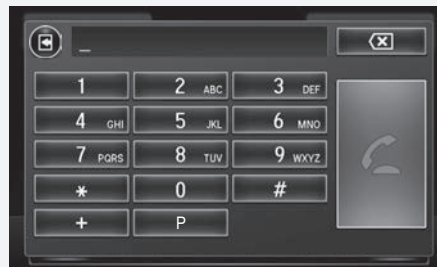 _
1 2 ABC 3 DEF
4 GHI 5 JKL 6 MNO
7 PQRS 8 TUV 9 WXYZ
* 0 #
+ P